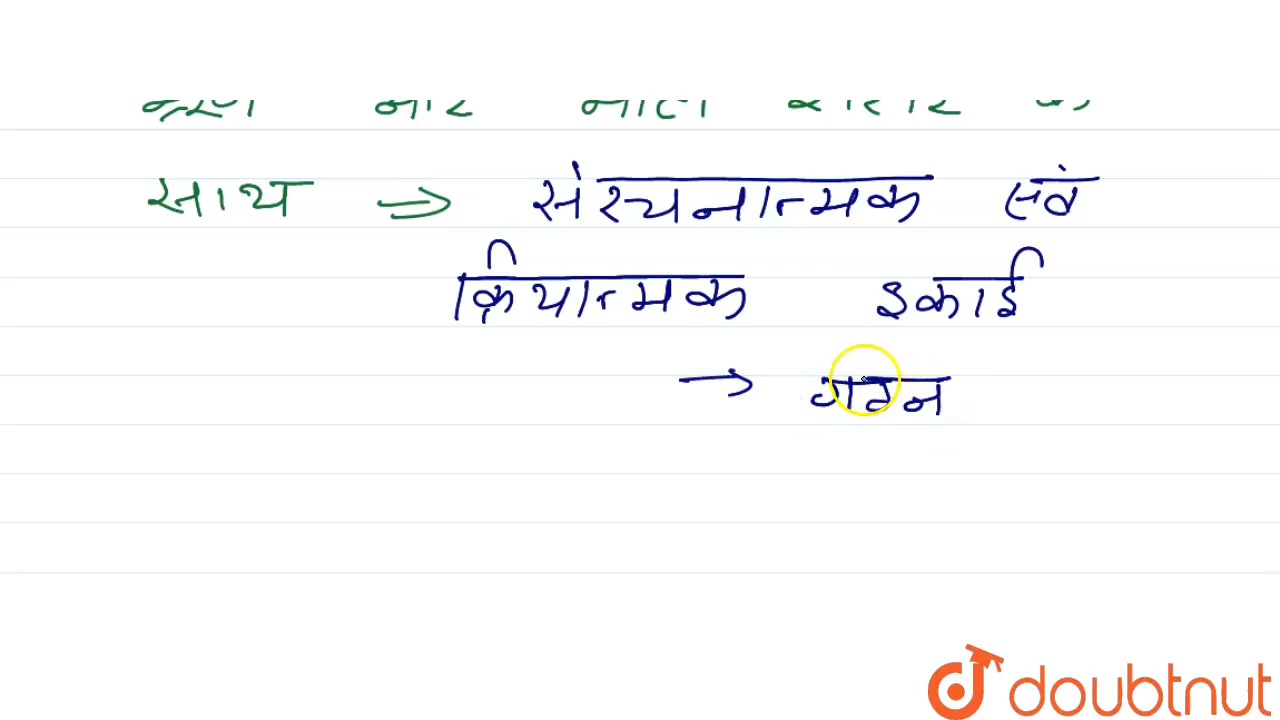 साथ ⇒ संरचनात्मक एवं
क्रियात्मक इकाई
→ गठन
doubtnut